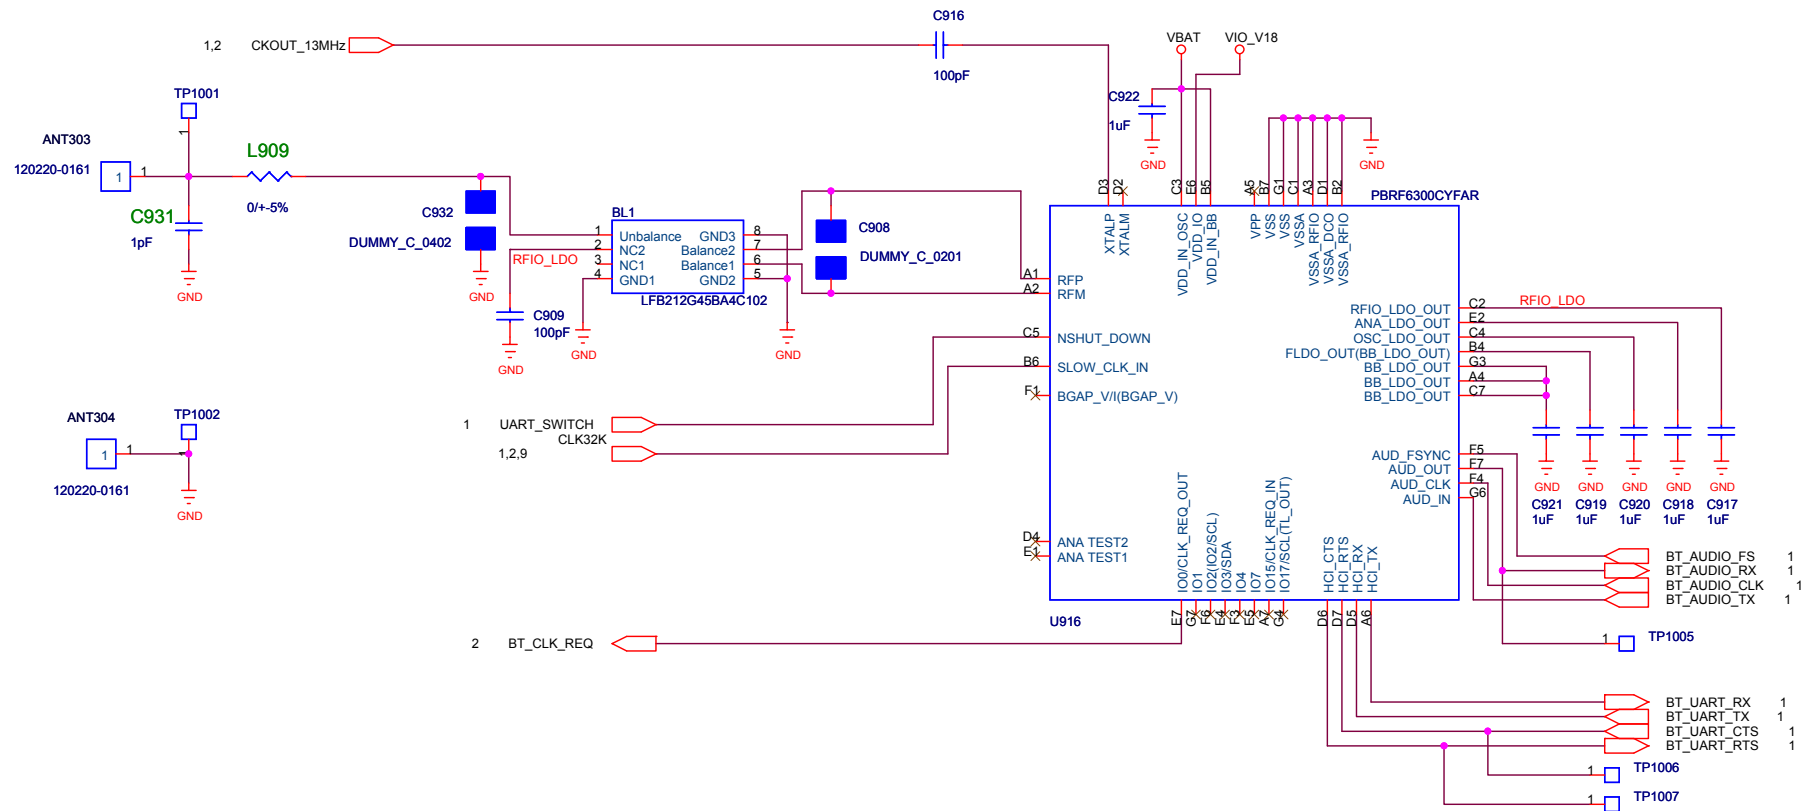 C916
1,2 CKOUT_13MHz
100pF
VBAT
VIO_V18
TP1001
1
ANT303
120220-0161
1
1
L909
0/+-5%
C931
1pF
GND
C932
DUMMY_C_0402
GND
BL1
1 Unbalance GND3 8
2 NC2 Balance2 7
3 NC1 Balance1 6
4 GND1 GND2 5
LFB212G45BA4C102
RFIO_LDO
C909
100pF
GND
GND
GND
C908
DUMMY_C_0201
C922
1uF
GND
GND
D3 XTALP
D2 XTALM
C3 VDD_IN_OSC
E6 VDD_IO
B5 VDD_IN_BB
A5 VPP
B7 VSS
G1 VSS
C1 VSSA
A3 VSSA_RFIO
D1 VSSA_DCO
B2 VSSA_RFIO
PBRF6300CYFAR
A1 RFP
A2 RFM
C5 NSHUT_DOWN
B6 SLOW_CLK_IN
F1 BGAP_V/I(BGAP_V)
D4 ANA TEST2
E1 ANA TEST1
RFIO_LDO_OUT C2 RFIO_LDO
ANA_LDO_OUT E2
OSC_LDO_OUT C4
FLDO_OUT(BB_LDO_OUT) B4
BB_LDO_OUT G3
BB_LDO_OUT A4
BB_LDO_OUT C7
AUD_FSYNC F5
AUD_OUT F7
AUD_CLK F4
AUD_IN G6
GND GND GND GND GND
C921 C919 C920 C918 C917
1uF 1uF 1uF 1uF 1uF
ANT304
TP1002
1
1
1
120220-0161
GND
1 UART_SWITCH
CLK32K
1,2,9
IO0/CLK_REQ_OUT E7
IO1 G7
IO2(IO2/SCL) F6
IO3/SDA E4
IO4 F3
IO7 E5
IO15/CLK_REQ_IN A7
IO17/SCL(TL_OUT) G4
HCI_CTS D6
HCI_RTS D7
HCI_RX D5
HCI_TX A6
U916
2 BT_CLK_REQ
BT_AUDIO_FS 1
BT_AUDIO_RX 1
BT_AUDIO_CLK 1
BT_AUDIO_TX 1
1 TP1005
BT_UART_RX 1
BT_UART_TX 1
BT_UART_CTS 1
BT_UART_RTS 1
1 TP1006
1 TP1007